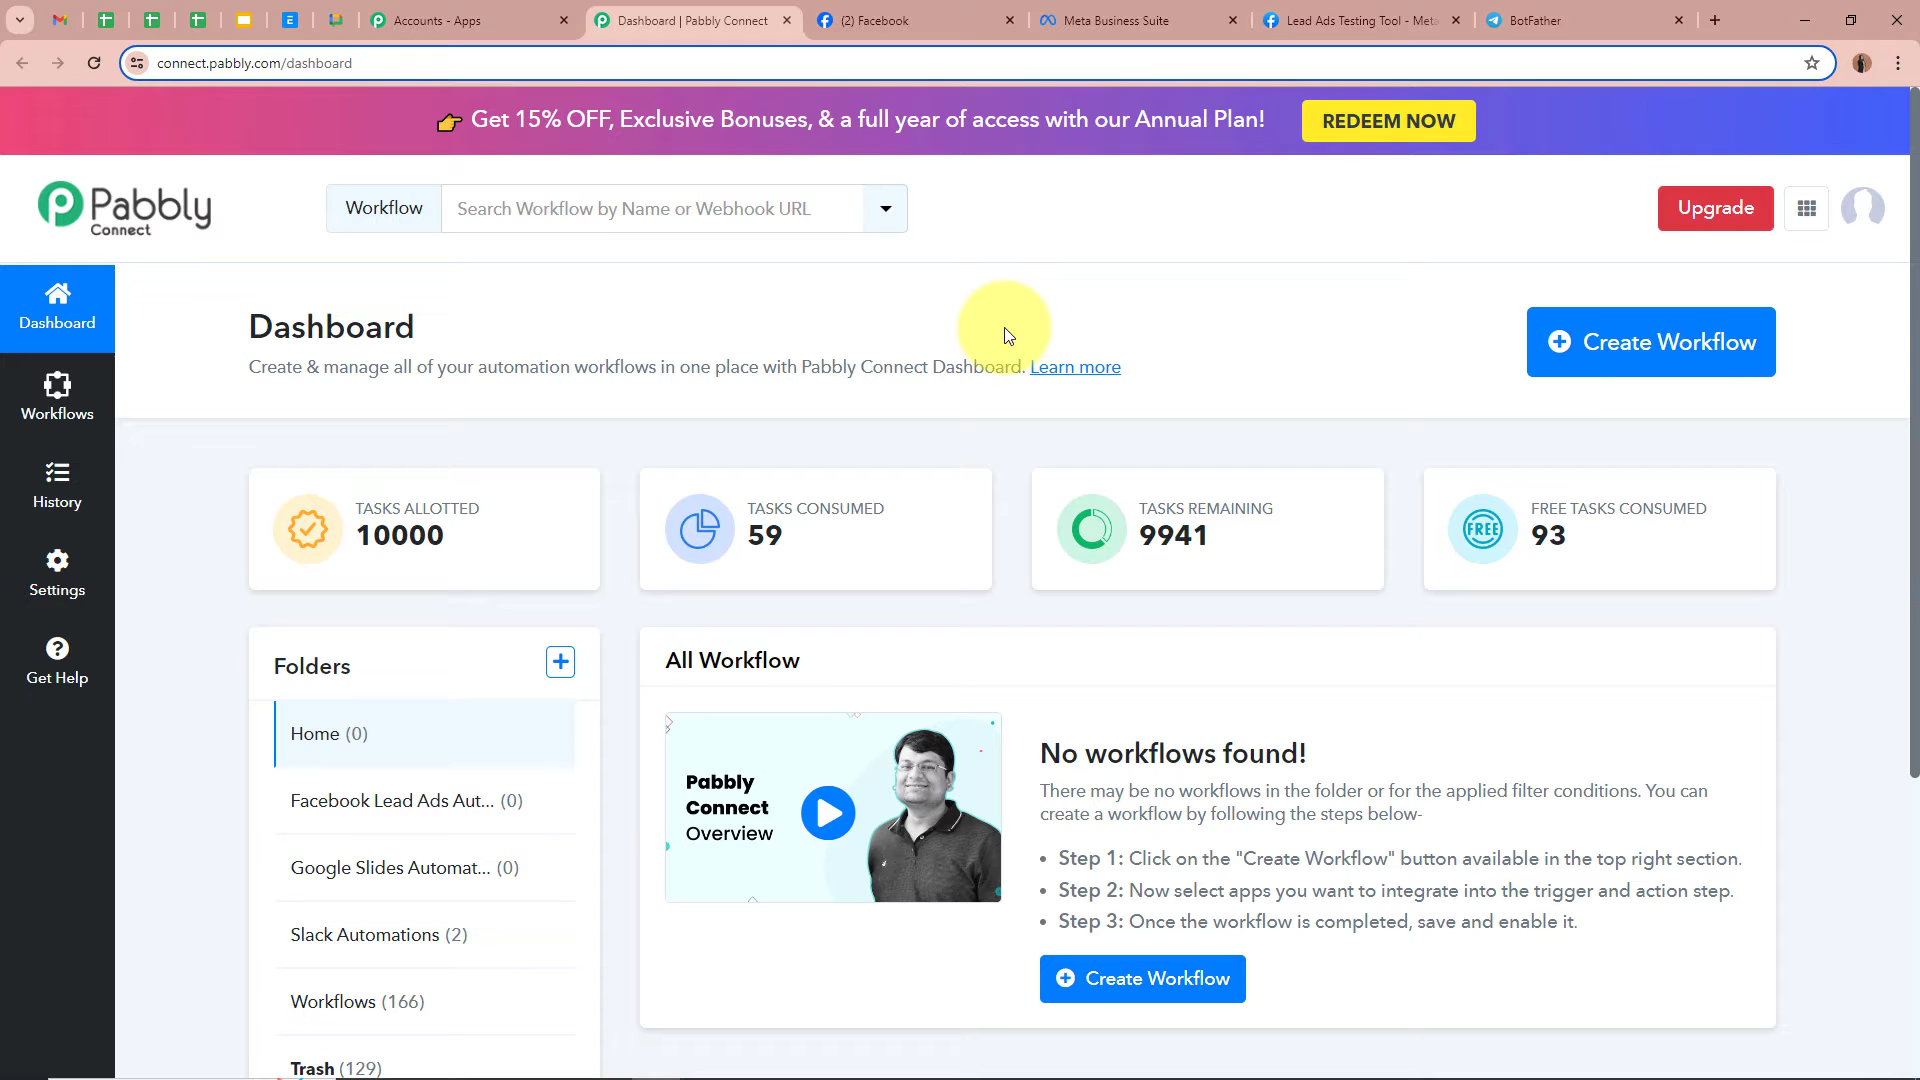 Accounts - Apps
Dashboard | Pabbly Connect
(2) Facebook
Meta Business Suite
Lead Ads Testing Tool - Meta
BotFather
connect.pabbly.com/dashboard
Get 15% OFF, Exclusive Bonuses, & a full year of access with our Annual Plan!
REDEEM NOW
Pabbly
Connect
Workflow
Search Workflow by Name or Webhook URL
Upgrade
Dashboard
Workflows
History
Settings
Get Help
Dashboard
Create & manage all of your automation workflows in one place with Pabbly Connect Dashboard. Learn more
Create Workflow
TASKS ALLOTTED
10000
TASKS CONSUMED
59
TASKS REMAINING
9941
FREE
FREE TASKS CONSUMED
93
Folders
Home (0)
Facebook Lead Ads Aut... (0)
Google Slides Automat... (0)
Slack Automations (2)
Workflows (166)
Trash (129)
All Workflow
Pabbly
Connect
Overview
No workflows found!
There may be no workflows in the folder or for the applied filter conditions. You can
create a workflow by following the steps below-
• Step 1: Click on the "Create Workflow" button available in the top right section.
• Step 2: Now select apps you want to integrate into the trigger and action step.
• Step 3: Once the workflow is completed, save and enable it.
Create Workflow